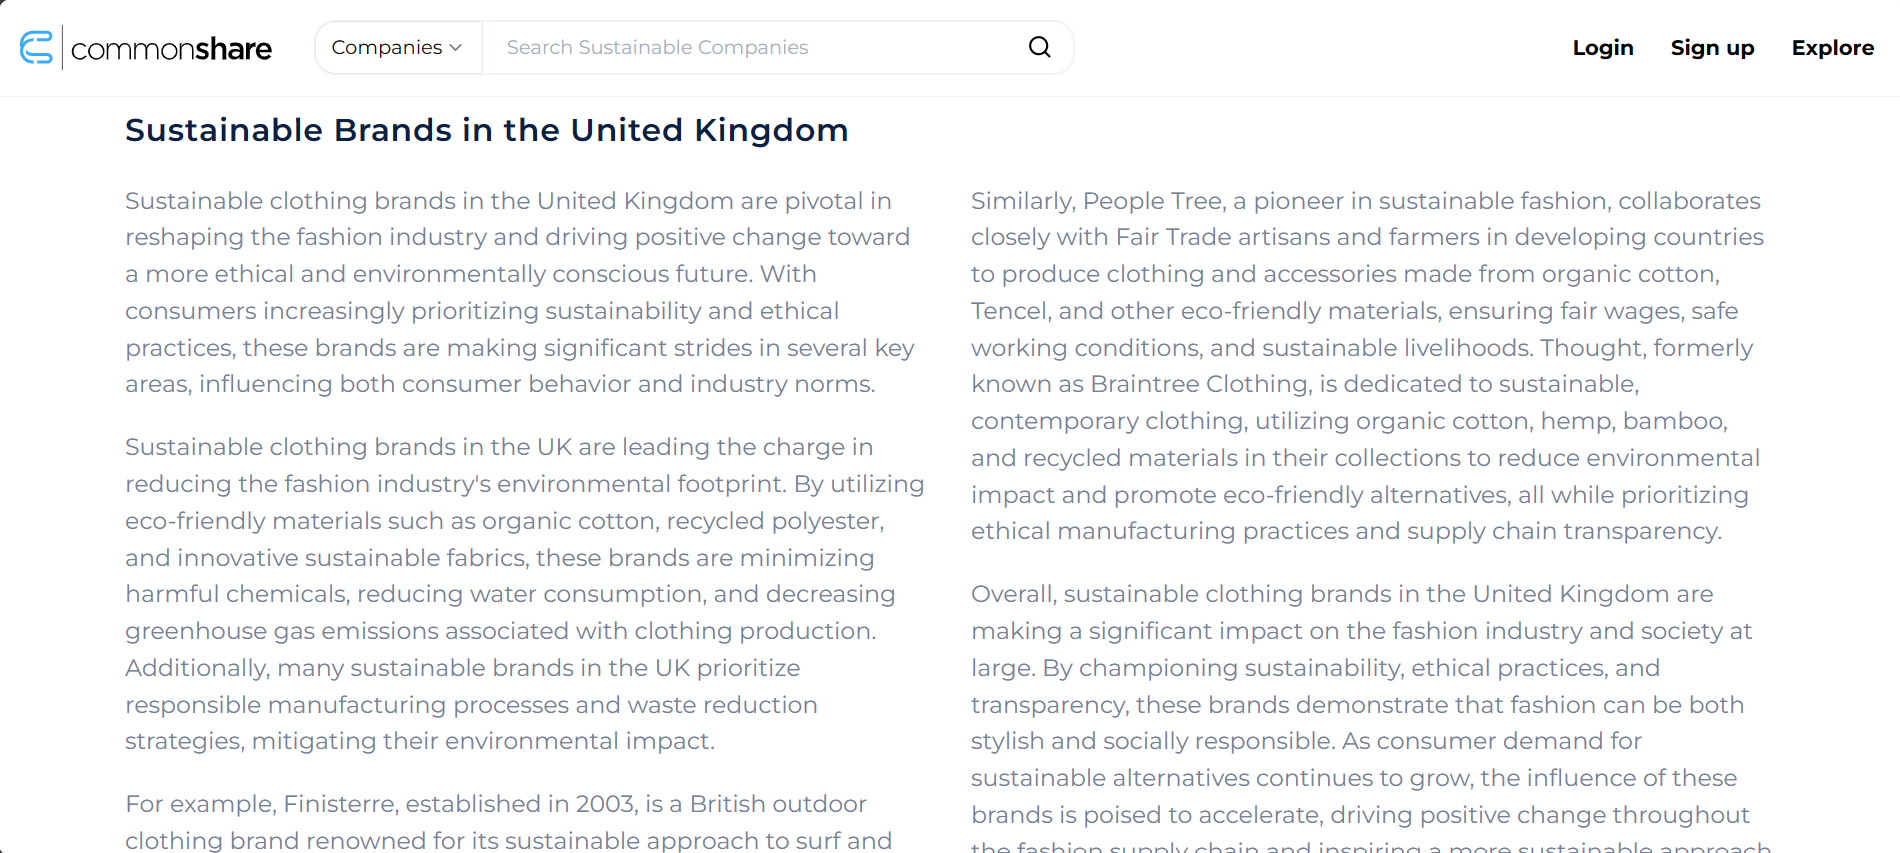 commonshare
Companies
Search Sustainable Companies
Login
Sign up
Explore
Sustainable Brands in the United Kingdom
Sustainable clothing brands in the United Kingdom are pivotal in
reshaping the fashion industry and driving positive change toward
a more ethical and environmentally conscious future. With
consumers increasingly prioritizing sustainability and ethical
practices, these brands are making significant strides in several key
areas, influencing both consumer behavior and industry norms.
Sustainable clothing brands in the UK are leading the charge in
reducing the fashion industry's environmental footprint. By utilizing
eco-friendly materials such as organic cotton, recycled polyester,
and innovative sustainable fabrics, these brands are minimizing
harmful chemicals, reducing water consumption, and decreasing
greenhouse gas emissions associated with clothing production.
Additionally, many sustainable brands in the UK prioritize
responsible manufacturing processes and waste reduction
strategies, mitigating their environmental impact.
For example, Finisterre, established in 2003, is a British outdoor
clothing brand renowned for its sustainable approach to surf and
Similarly, People Tree, a pioneer in sustainable fashion, collaborates
closely with Fair Trade artisans and farmers in developing countries
to produce clothing and accessories made from organic cotton,
Tencel, and other eco-friendly materials, ensuring fair wages, safe
working conditions, and sustainable livelihoods. Thought, formerly
known as Braintree Clothing, is dedicated to sustainable,
contemporary clothing, utilizing organic cotton, hemp, bamboo,
and recycled materials in their collections to reduce environmental
impact and promote eco-friendly alternatives, all while prioritizing
ethical manufacturing practices and supply chain transparency.
Overall, sustainable clothing brands in the United Kingdom are
making a significant impact on the fashion industry and society at
large. By championing sustainability, ethical practices, and
transparency, these brands demonstrate that fashion can be both
stylish and socially responsible. As consumer demand for
sustainable alternatives continues to grow, the influence of these
brands is poised to accelerate, driving positive change throughout
the fashion supply chain and inspiring a more sustainable approach